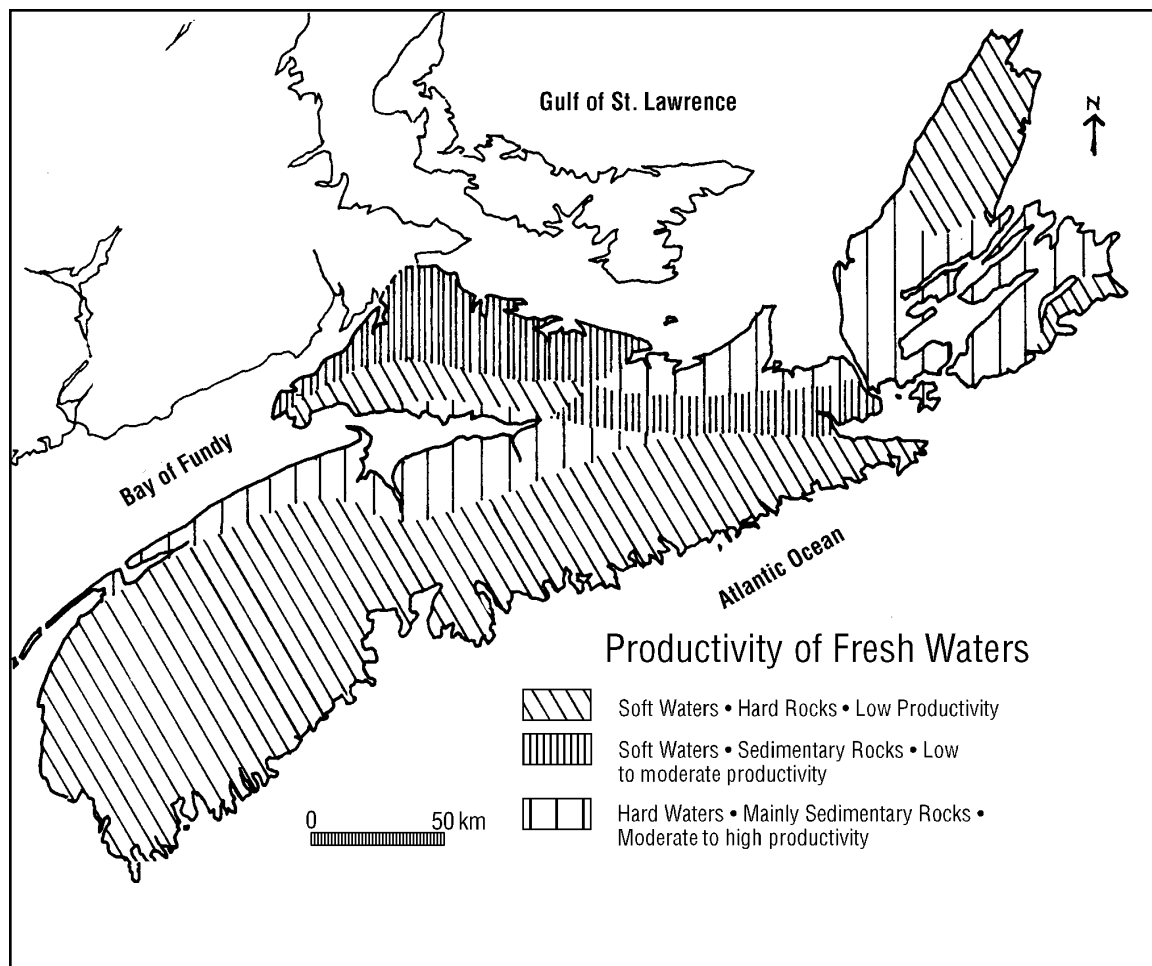 Gulf of St. Lawrence
N
Bay of Fundy
Atlantic Ocean
Productivity of Fresh Waters
Soft Waters • Hard Rocks • Low Productivity
Soft Waters • Sedimentary Rocks • Low
to moderate productivity
Hard Waters • Mainly Sedimentary Rocks •
Moderate to high productivity
0 50 km